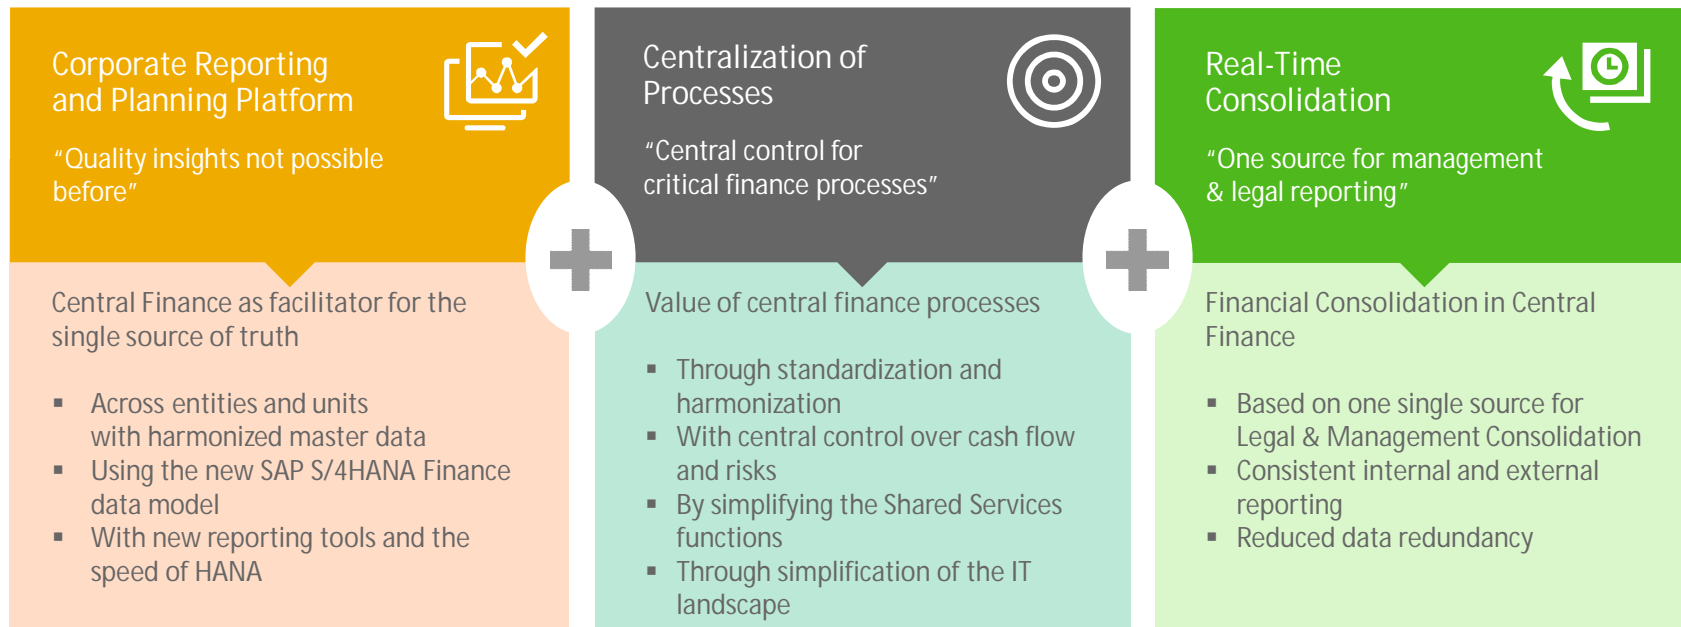 Corporate Reporting
and Planning Platform
“Quality insights not possible
before”
Central Finance as facilitator for the
single source of truth
▪ Across entities and units
with harmonized master data
▪ Using the new SAP S/4HANA Finance
data model
▪ With new reporting tools and the
speed of HANA
Centralization of
Processes
“Central control for
critical finance processes”
Value of central finance processes
▪ Through standardization and
harmonization
▪ With central control over cash flow
and risks
▪ By simplifying the Shared Services
functions
▪ Through simplification of the IT
landscape
Real-Time
Consolidation
“One source for management
& legal reporting”
Financial Consolidation in Central
Finance
▪ Based on one single source for
Legal & Management Consolidation
▪ Consistent internal and external
reporting
▪ Reduced data redundancy